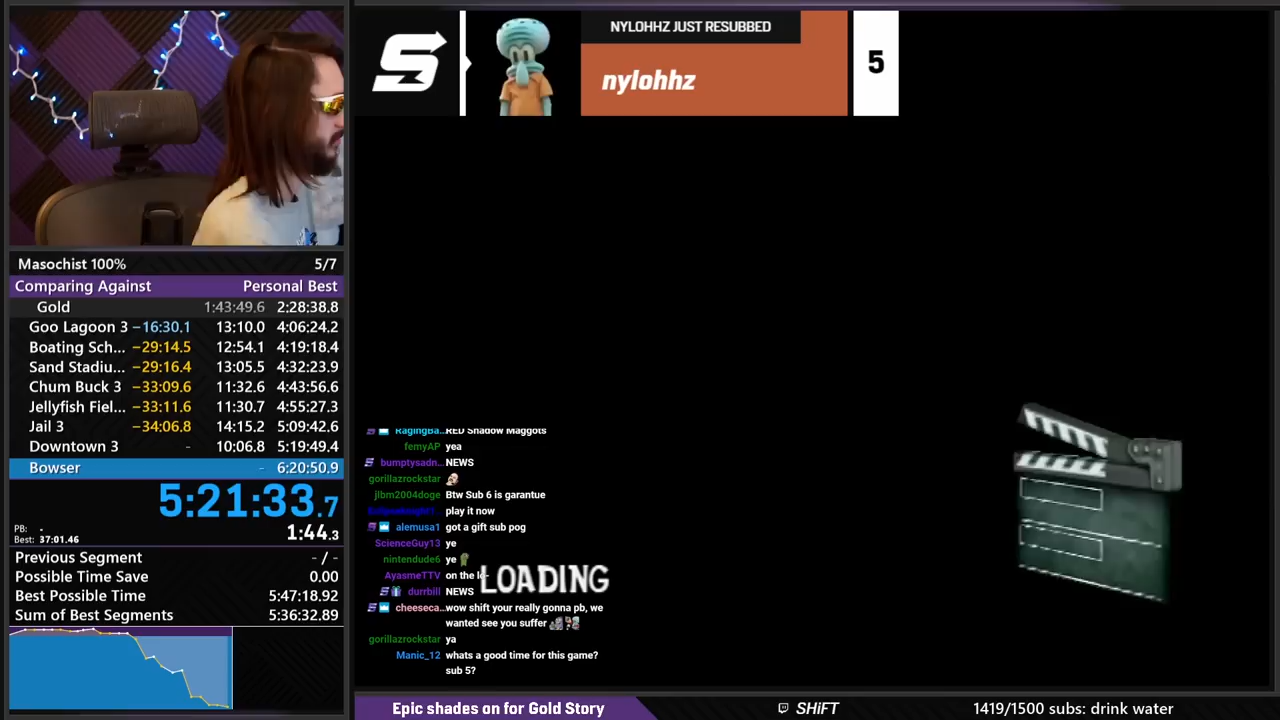 NYLOHHZ JUST RESUBBED
nylohhz
5
Masochist 100% 5/7
Comparing Against Personal Best
Gold 1:43:49.6 2:28:38.8
Goo Lagoon 3 −16:30.1 13:10.0 4:06:24.2
Boating Sch... −29:14.5 12:54.1 4:19:18.4
Sand Stadiu... −29:16.4 13:05.5 4:32:23.9
Chum Buck 3 −33:09.6 11:32.6 4:43:56.6
Jellyfish Fiel... −33:11.6 11:30.7 4:55:27.3
Jail 3 −34:06.8 14:15.2 5:09:42.6
Downtown 3 - 10:06.8 5:19:49.4
Bowser - 6:20:50.9
5:21:33.7
PB: -
Best: 37:01.46
1:44.3
Previous Segment - / -
Possible Time Save 0.00
Best Possible Time 5:47:18.92
Sum of Best Segments 5:36:32.89
RagingBa... RED Shadow Maggots
femyAP yea
bumptysadn... NEWS
gorillazrockstar
jlbm2004doge Btw Sub 6 is garantue
play it now
alemusa1 got a gift sub pog
ScienceGuy13 ye
nintendude6 ye
AyasmeTTV on the
LOADING
durrbill NEWS
cheeseca... wow shift your really gonna pb, we
wanted see you suffer
gorillazrockstar ya
Manic_12 whats a good time for this game?
sub 5?
Epic shades on for Gold Story
SHiFT
1419/1500 subs: drink water